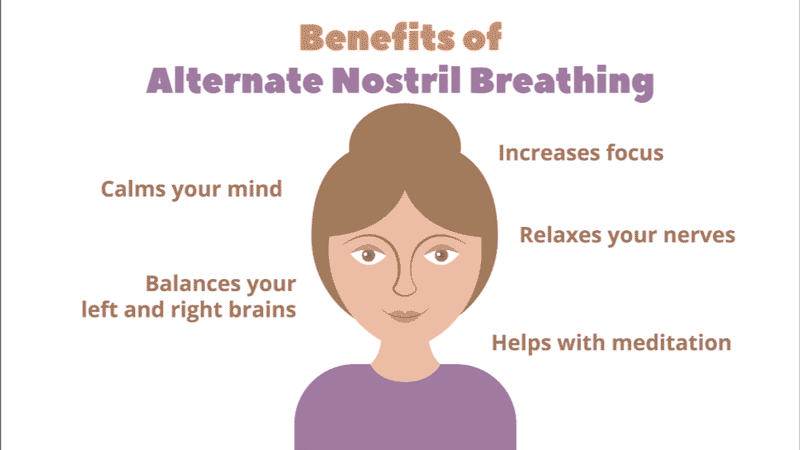 Benefits of
Alternate Nostril Breathing
Calms your mind
Balances your
left and right brains
Increases focus
Relaxes your nerves
Helps with meditation